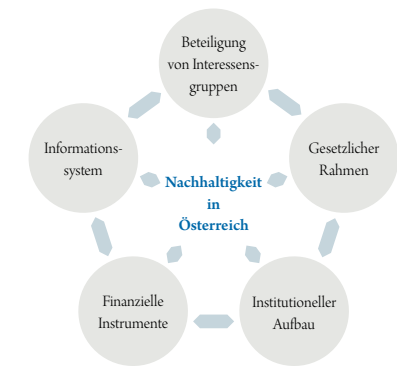 Beteiligung
von Interessens-
gruppen
Informations-
system
Gesetzlicher
Rahmen
Nachhaltigkeit
in
Österreich
Finanzielle
Instrumente
Institutioneller
Aufbau